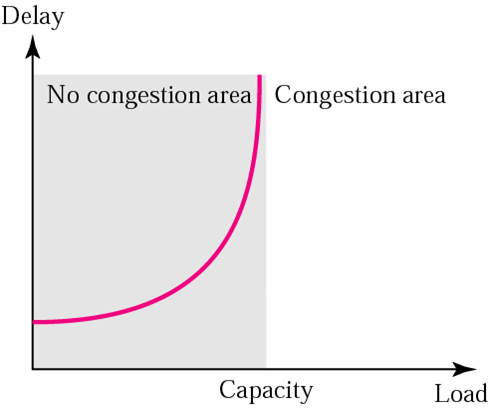 Delay
No congestion area
Congestion area
Capacity
Load